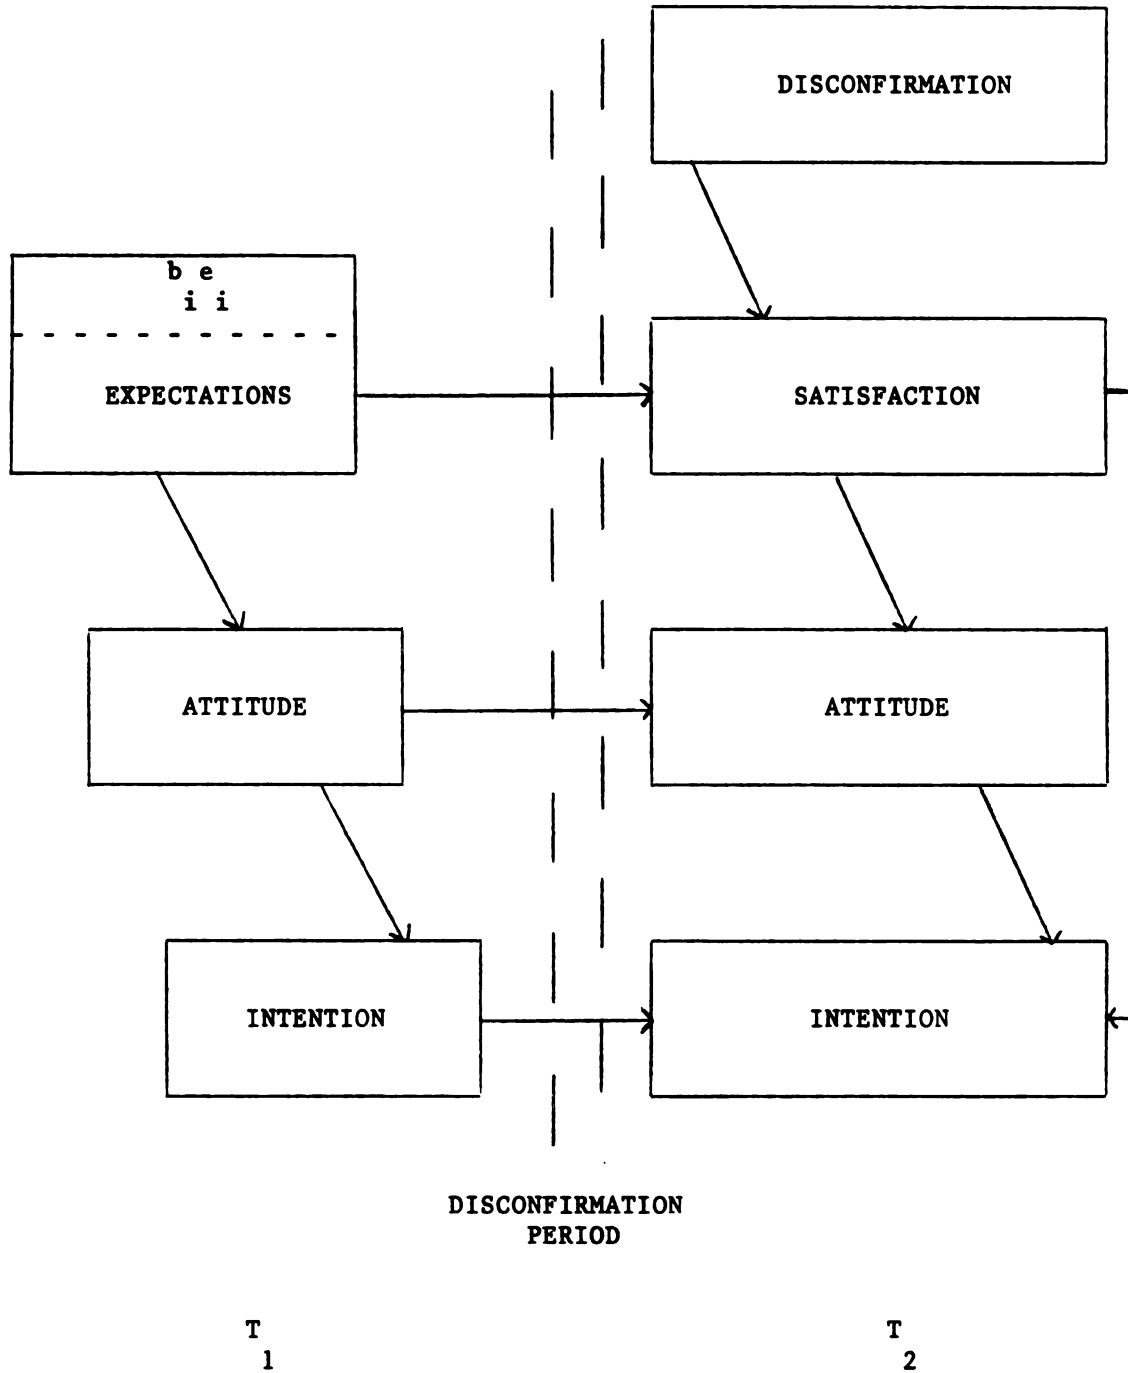 DISCONFIRMATION
b e
i i
EXPECTATIONS
SATISFACTION
ATTITUDE
ATTITUDE
INTENTION
INTENTION
DISCONFIRMATION
PERIOD
T
1
T
2